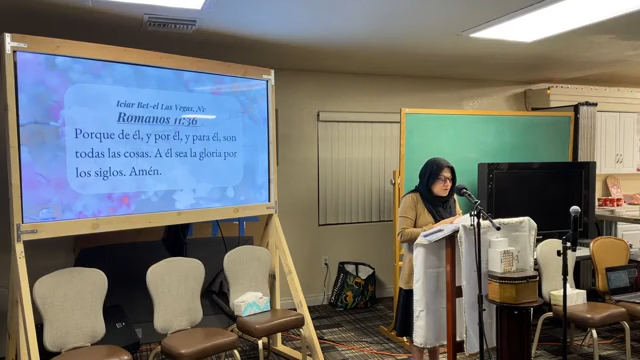 Iciar Bet-el Las Vegas, Nv
Romanos 11:36
Porque de él, y por él, y para él, son
todas las cosas. A él sea la gloria por
los siglos. Amén.